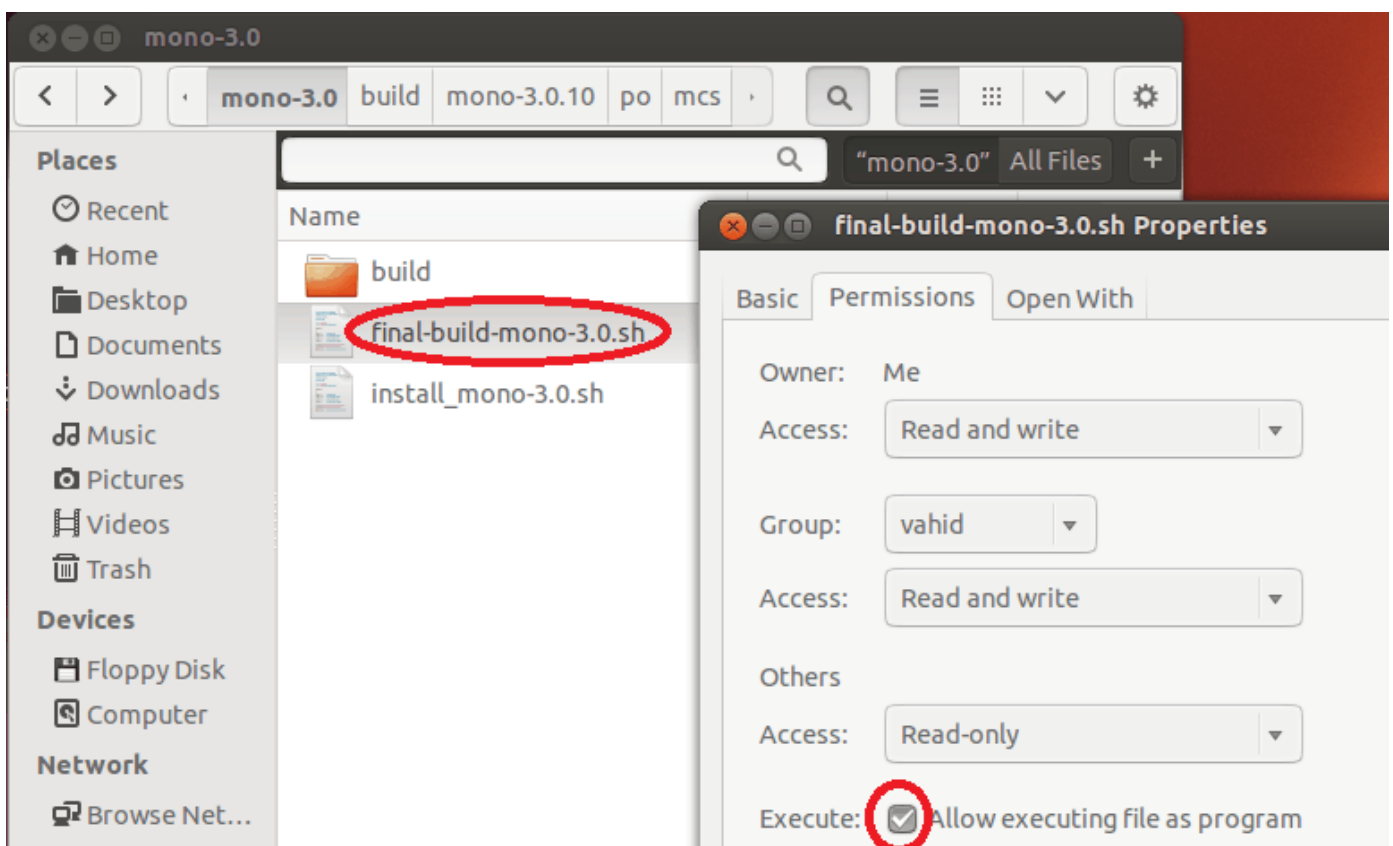 mono-3.0
mono-3.0 build mono-3.0.10 po mcs
Places
“mono-3.0” All Files +
Recent
Home
Desktop
Documents
Downloads
Music
Pictures
Videos
Trash
Devices
Floppy Disk
Computer
Network
Browse Net...
Name
build
final-build-mono-3.0.sh
install_mono-3.0.sh
final-build-mono-3.0.sh Properties
Basic Permissions Open With
Owner: Me
Access: Read and write
Group: vahid
Access: Read and write
Others
Access: Read-only
Execute: Allow executing file as program